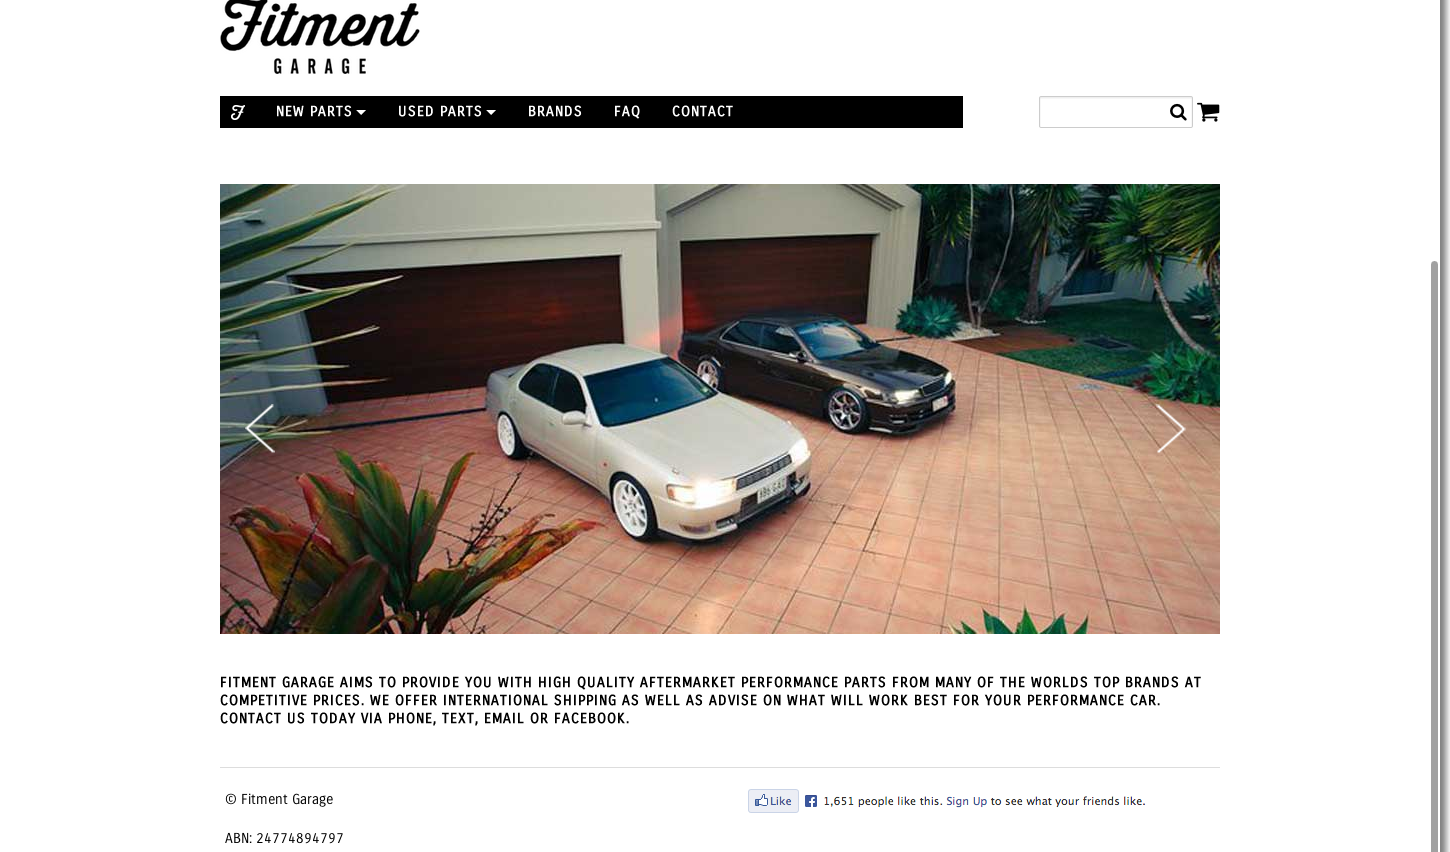 Fitment
GARAGE
F NEW PARTS USED PARTS BRANDS FAQ CONTACT
FITMENT GARAGE AIMS TO PROVIDE YOU WITH HIGH QUALITY AFTERMARKET PERFORMANCE PARTS FROM MANY OF THE WORLDS TOP BRANDS AT
COMPETITIVE PRICES. WE OFFER INTERNATIONAL SHIPPING AS WELL AS ADVISE ON WHAT WILL WORK BEST FOR YOUR PERFORMANCE CAR.
CONTACT US TODAY VIA PHONE, TEXT, EMAIL OR FACEBOOK.
© Fitment Garage
Like 1,651 people like this. Sign Up to see what your friends like.
ABN: 24774894797